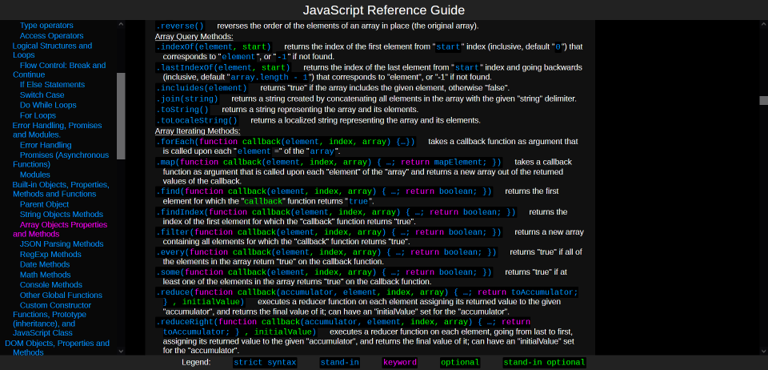 JavaScript Reference Guide
Type operators
Access Operators
Logical Structures and
Loops
Flow Control: Break and
Continue
If Else Statements
Switch Case
Do While Loops
For Loops
Error Handling, Promises
and Modules.
Error Handling
Promises (Asynchronous
Functions)
Modules
Built-in Objects, Properties,
Methods and Functions
Parent Object
String Objects Methods
Array Objects Properties
and Methods
JSON Parsing Methods
RegExp Methods
Date Methods
Math Methods
Console Methods
Other Global Functions
Custom Constructor
Functions, Prototype
(inheritance), and
JavaScript Class
DOM Objects, Properties and
Methods
.reverse() reverses the order of the elements of an array in place (the original array).
Array Query Methods:
.indexOf(element, start) returns the index of the first element from "start" index (inclusive, default "0") that
corresponds to "element", or "-1" if not found.
.lastIndexOf(element, start) returns the index of the last element from "start" index and going backwards
(inclusive, default "array.length - 1") that corresponds to "element", or "-1" if not found.
.incluides(element) returns "true" if the array includes the given element, otherwise "false".
.join(string) returns a string created by concatenating all elements in the array with the given "string" delimiter.
.toString() returns a string representing the array and its elements.
.toLocaleString() returns a localized string representing the array and its elements.
Array Iterating Methods:
.forEach(function callback(element, index, array) {…}) takes a callback function as argument that
is called upon each "element =" of the "array".
.map(function callback(element, index, array) { …; return mapElement; }) takes a callback
function as argument that is called upon each "element" of the "array" and returns a new array out of the returned
values of the callback.
.find(function callback(element, index, array) { …; return boolean; }) returns the first
element for which the "callback" function returns "true".
.findIndex(function callback(element, index, array) { …; return boolean; }) returns the
index of the first element for which the "callback" function returns "true".
.filter(function callback(element, index, array) { …; return boolean; }) returns a new array
containing all elements for which the "callback" function returns "true".
.every(function callback(element, index, array) { …; return boolean; }) returns "true" if all of
the elements in the array return "true" on the callback function.
.some(function callback(element, index, array) { …; return boolean; }) returns "true" if at
least one of the elements in the array returns "true" on the callback function.
.reduce(function callback(accumulator, element, index, array) { …; return toAccumulator;
} , initialValue) executes a reducer function on each element assigning its returned value to the given
"accumulator", and returns the final value of it; can have an "initialValue" set for the "accumulator".
.reduceRight(function callback(accumulator, element, index, array) { …; return
toAccumulator; } , initialValue) executes a reducer function on each element, going from last to first,
assigning its returned value to the given "accumulator", and returns the final value of it; can have an "initialValue" set
for the "accumulator".
Legend: strict syntax stand-in keyword optional stand-in optional